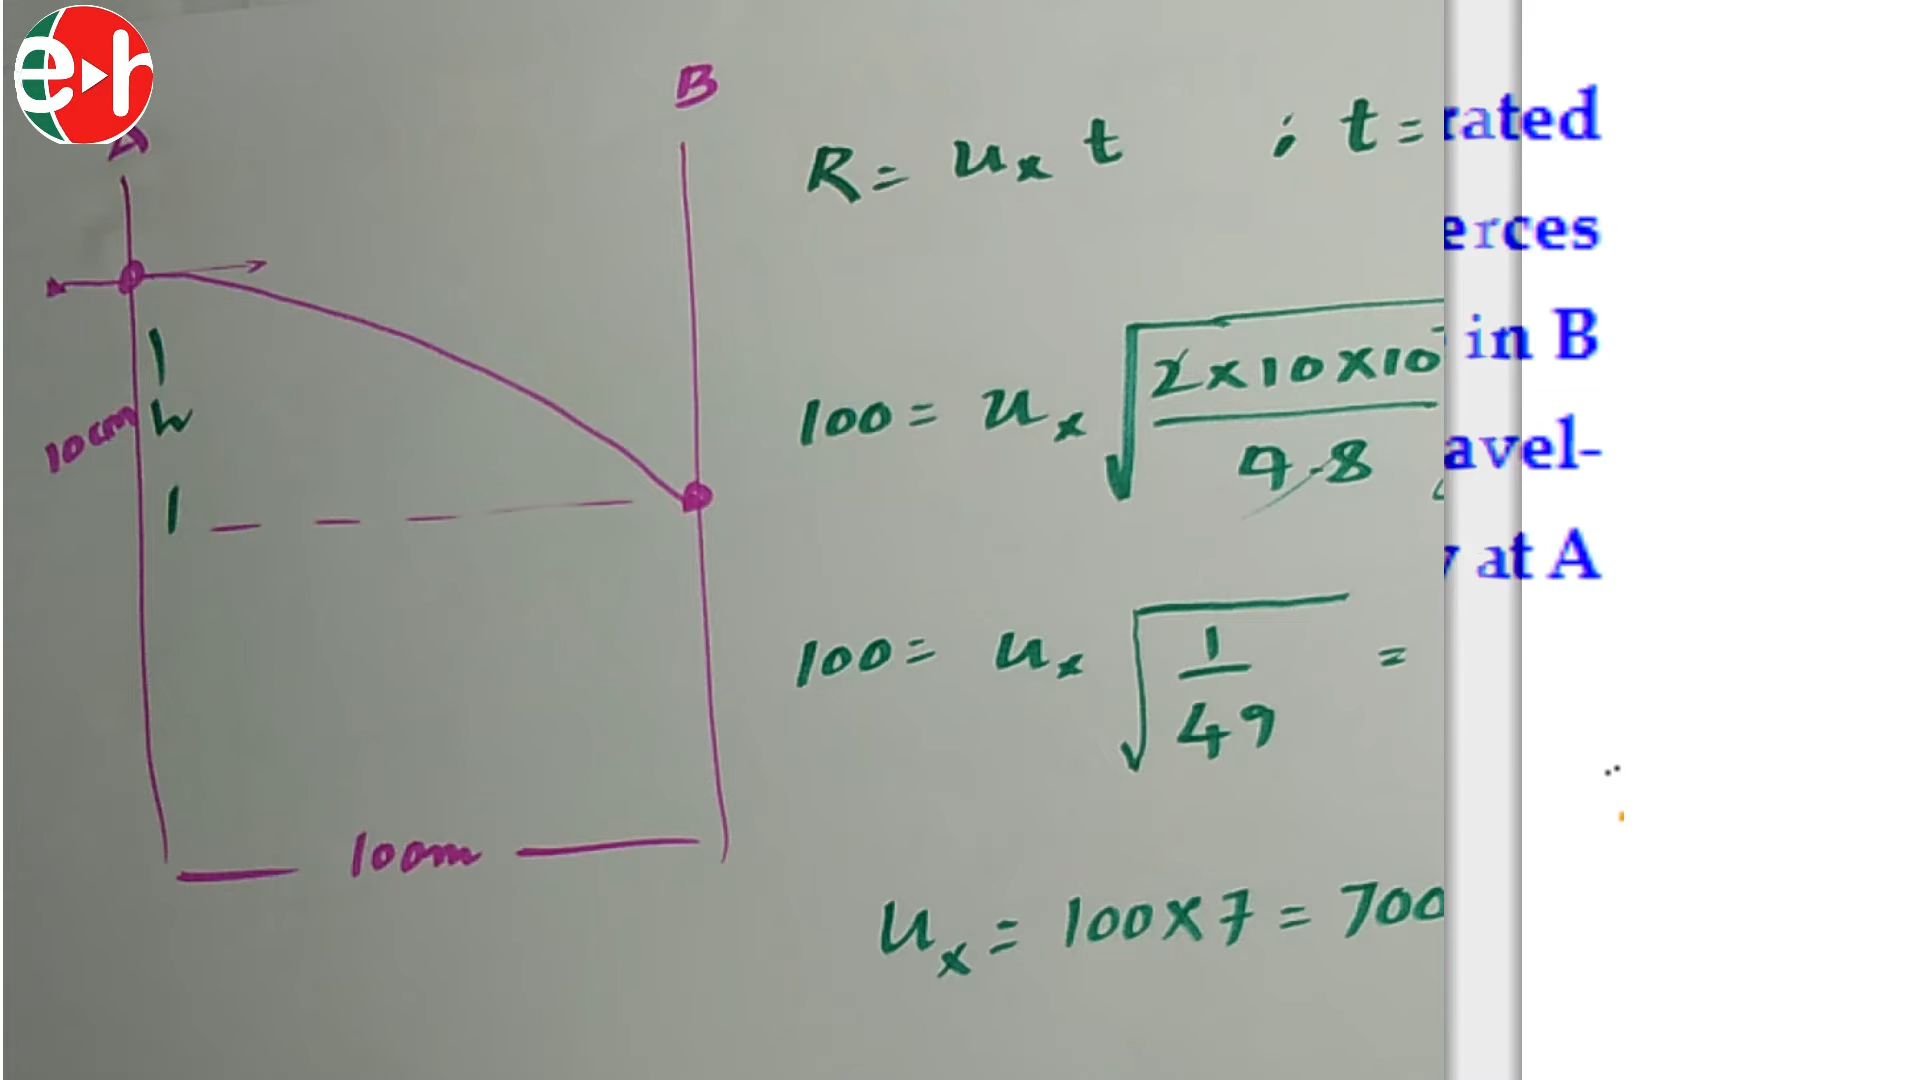 eh
A
B
R = uₓ t ; t =
rated
erces
10cm
h
100 = uₓ √(2×10×10⁻ / 9.8
in B
avel-
at A
100 = uₓ √(1/49) =
100m
uₓ = 100×7 = 700